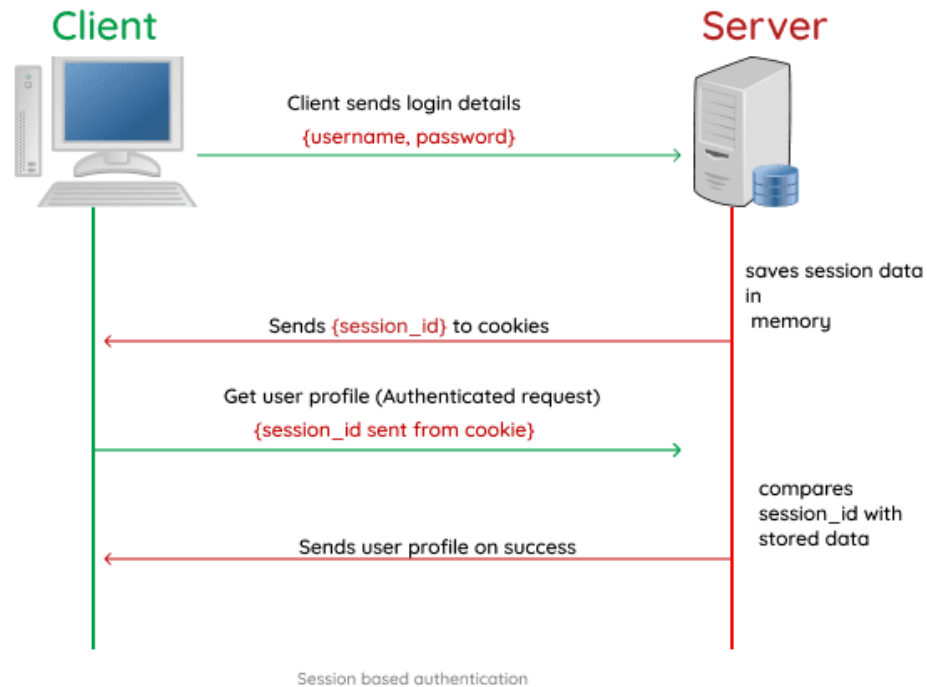 Client
Server
Client sends login details
{username, password}
saves session data
in
memory
Sends {session_id} to cookies
Get user profile (Authenticated request)
{session_id sent from cookie}
compares
session_id with
stored data
Sends user profile on success
Session based authentication